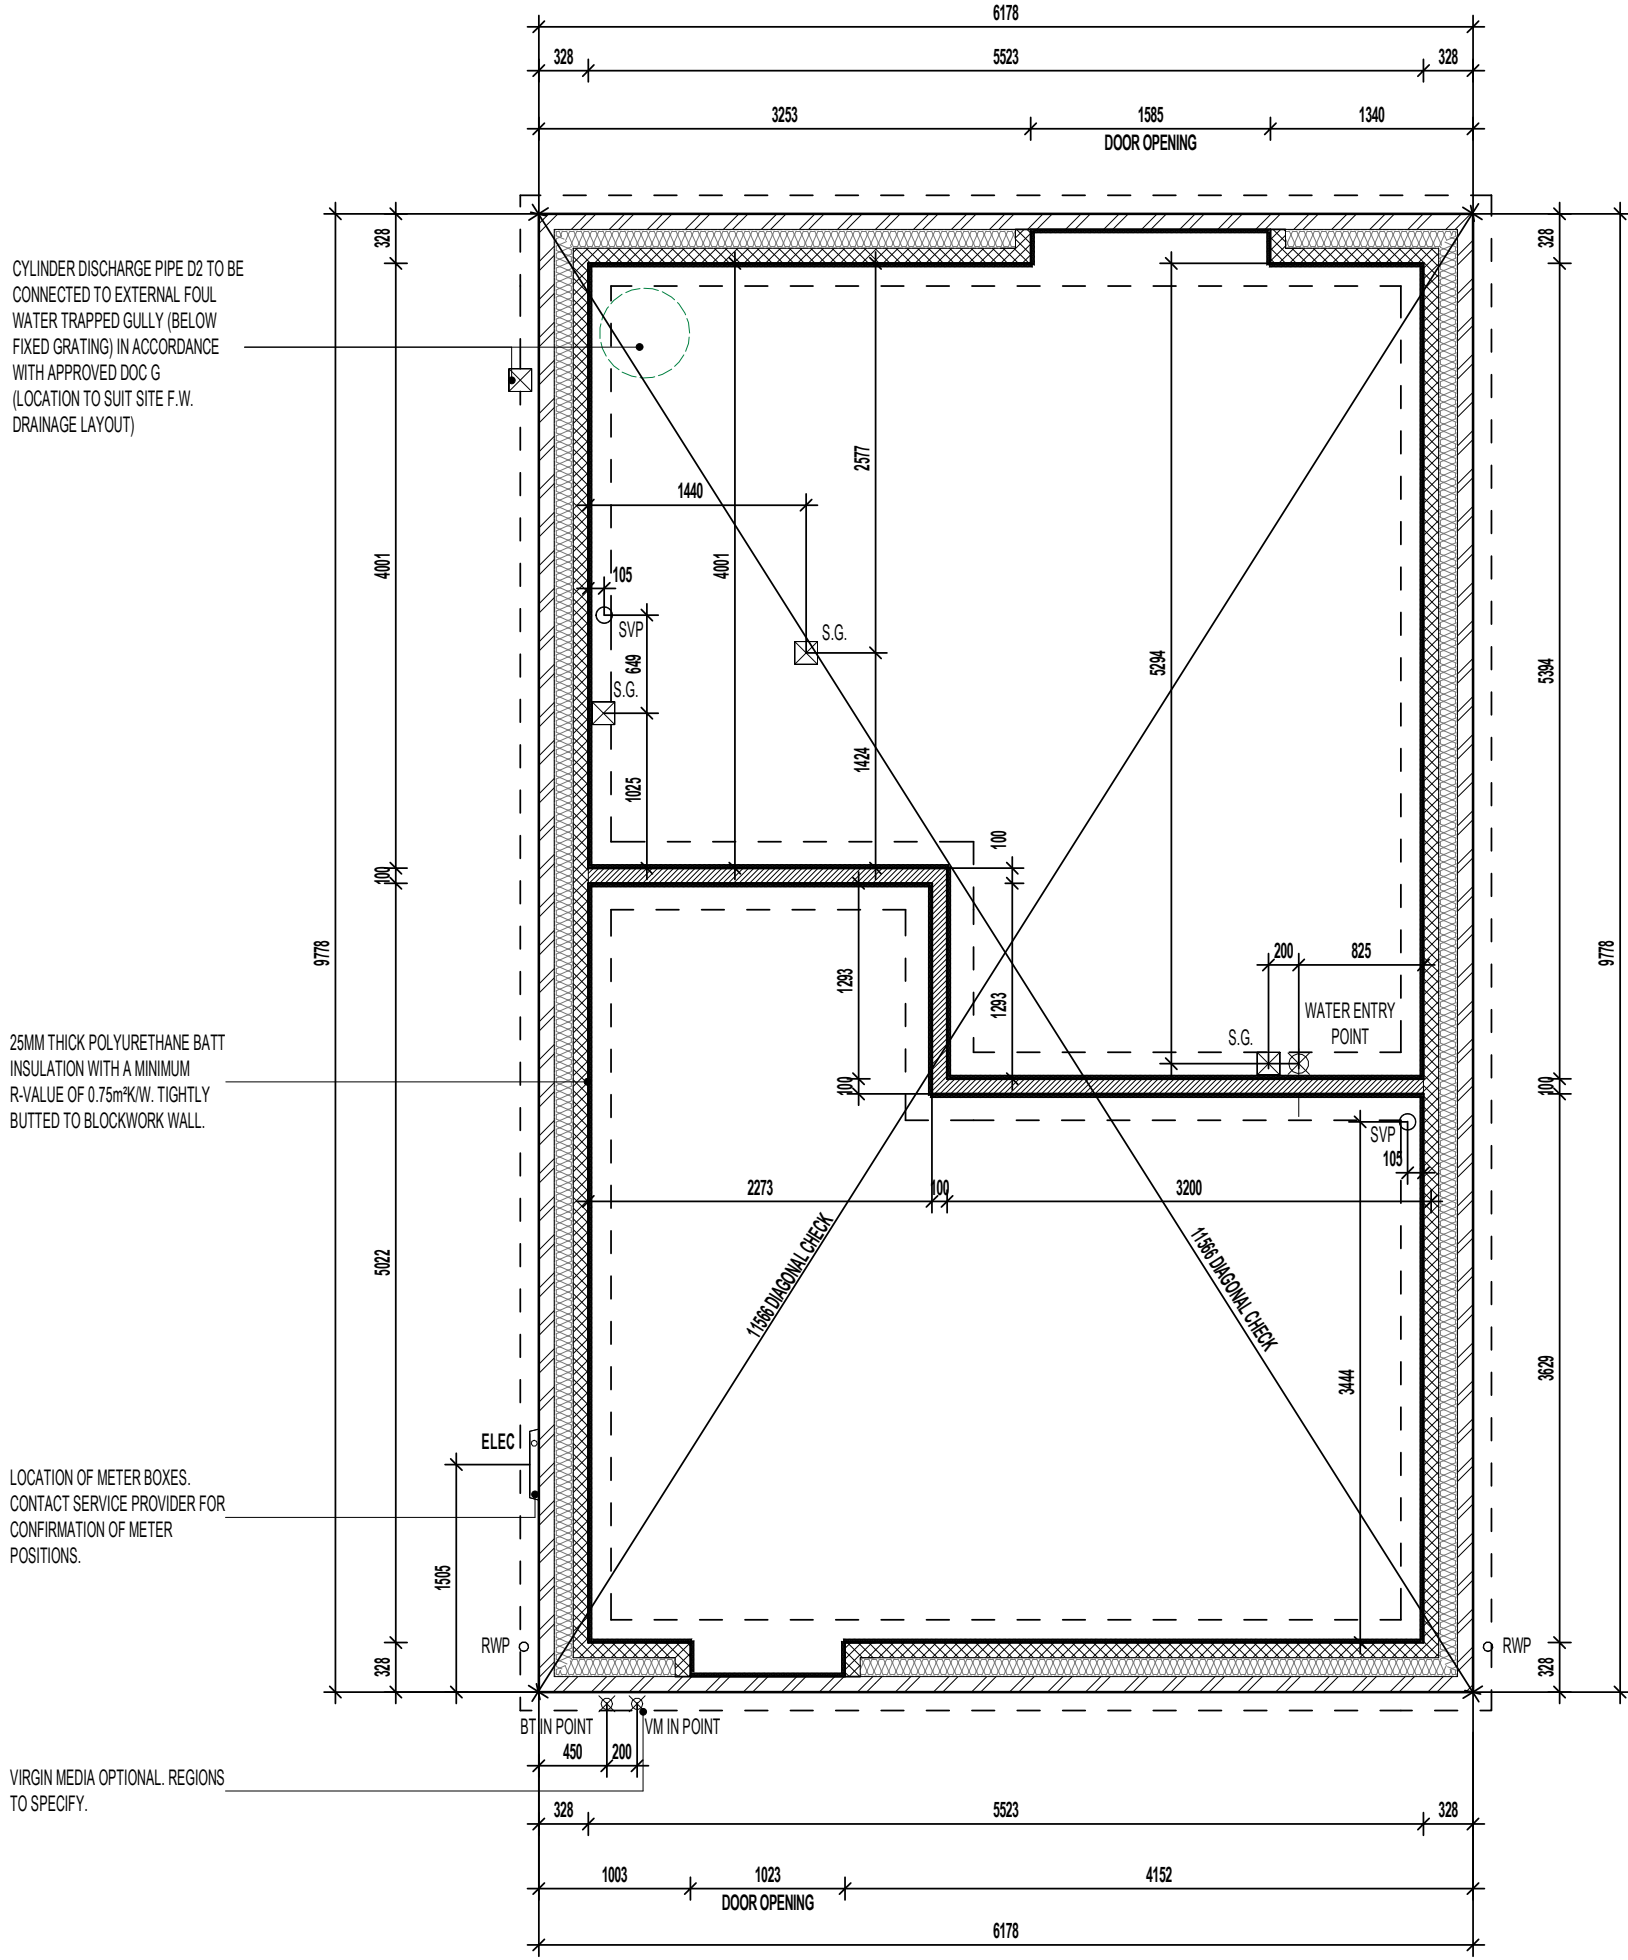 6178
328
5523
328
3253
1585
1340
DOOR OPENING
328
328
CYLINDER DISCHARGE PIPE D2 TO BE
CONNECTED TO EXTERNAL FOUL
WATER TRAPPED GULLY (BELOW
FIXED GRATING) IN ACCORDANCE
WITH APPROVED DOC G
(LOCATION TO SUIT SITE F.W.
DRAINAGE LAYOUT)
2577
1440
4001
4001
105
SVP
S.G.
649
5294
5394
S.G.
1424
1025
100
100
9778
9778
1293
1293
200
825
WATER ENTRY
POINT
S.G.
25MM THICK POLYURETHANE BATT
INSULATION WITH A MINIMUM
R-VALUE OF 0.75m²K/W. TIGHTLY
BUTTED TO BLOCKWORK WALL.
100
100
SVP
105
2273
100
3200
5022
11566 DIAGONAL CHECK
11566 DIAGONAL CHECK
3444
3629
ELEC
LOCATION OF METER BOXES.
CONTACT SERVICE PROVIDER FOR
CONFIRMATION OF METER
POSITIONS.
1505
RWP
RWP
328
328
BT IN POINT
VM IN POINT
450
200
VIRGIN MEDIA OPTIONAL. REGIONS
TO SPECIFY.
328
5523
328
1003
1023
4152
DOOR OPENING
6178